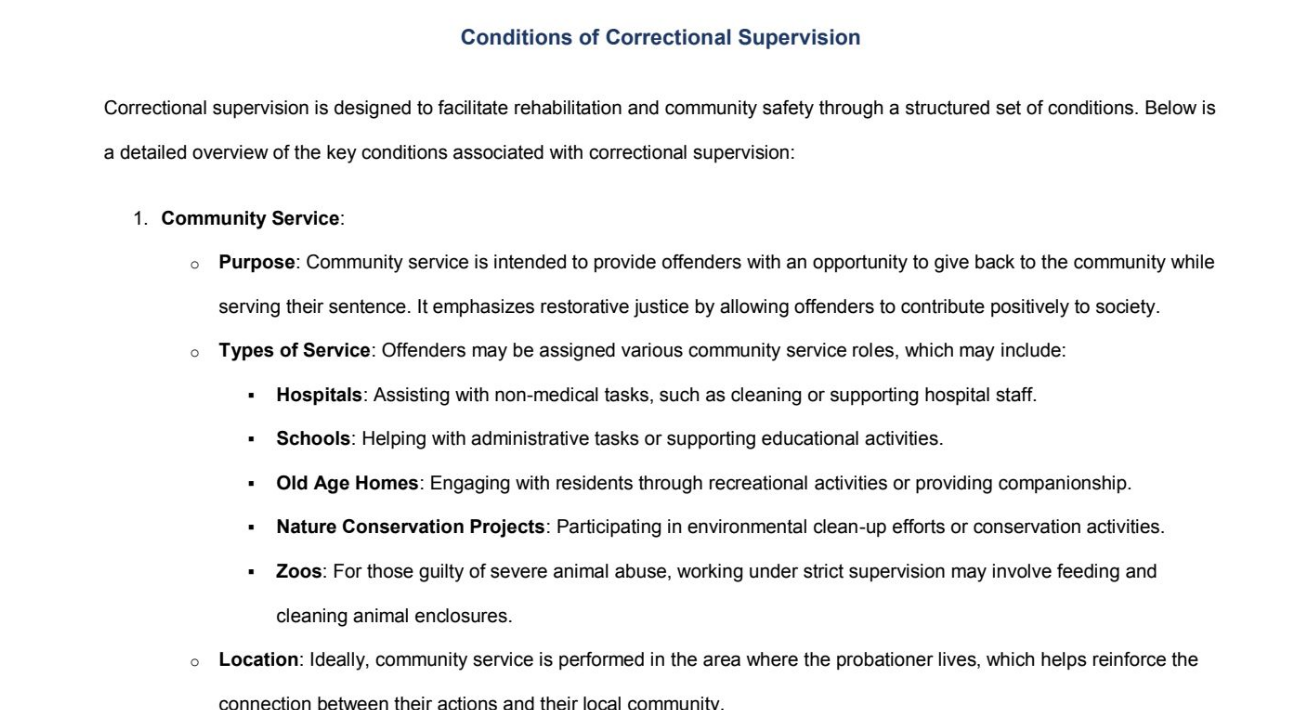 Conditions of Correctional Supervision
Correctional supervision is designed to facilitate rehabilitation and community safety through a structured set of conditions. Below is
a detailed overview of the key conditions associated with correctional supervision:
1. Community Service:
o Purpose: Community service is intended to provide offenders with an opportunity to give back to the community while
serving their sentence. It emphasizes restorative justice by allowing offenders to contribute positively to society.
o Types of Service: Offenders may be assigned various community service roles, which may include:
▪ Hospitals: Assisting with non-medical tasks, such as cleaning or supporting hospital staff.
▪ Schools: Helping with administrative tasks or supporting educational activities.
▪ Old Age Homes: Engaging with residents through recreational activities or providing companionship.
▪ Nature Conservation Projects: Participating in environmental clean-up efforts or conservation activities.
▪ Zoos: For those guilty of severe animal abuse, working under strict supervision may involve feeding and
cleaning animal enclosures.
o Location: Ideally, community service is performed in the area where the probationer lives, which helps reinforce the
connection between their actions and their local community.